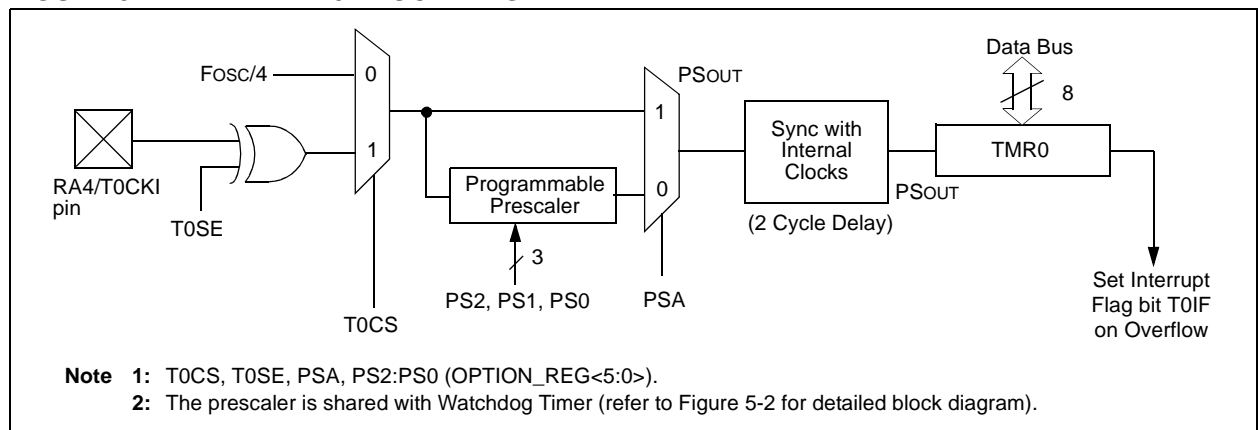 Data Bus
8
FOSC/4
0
PSOUT
1
1
0
Sync with
Internal
Clocks
TMR0
RA4/T0CKI
pin
T0SE
Programmable
Prescaler
PSOUT
(2 Cycle Delay)
3
PS2, PS1, PS0
PSA
T0CS
Set Interrupt
Flag bit T0IF
on Overflow
Note 1: T0CS, T0SE, PSA, PS2:PS0 (OPTION_REG<5:0>).
2: The prescaler is shared with Watchdog Timer (refer to Figure 5-2 for detailed block diagram).